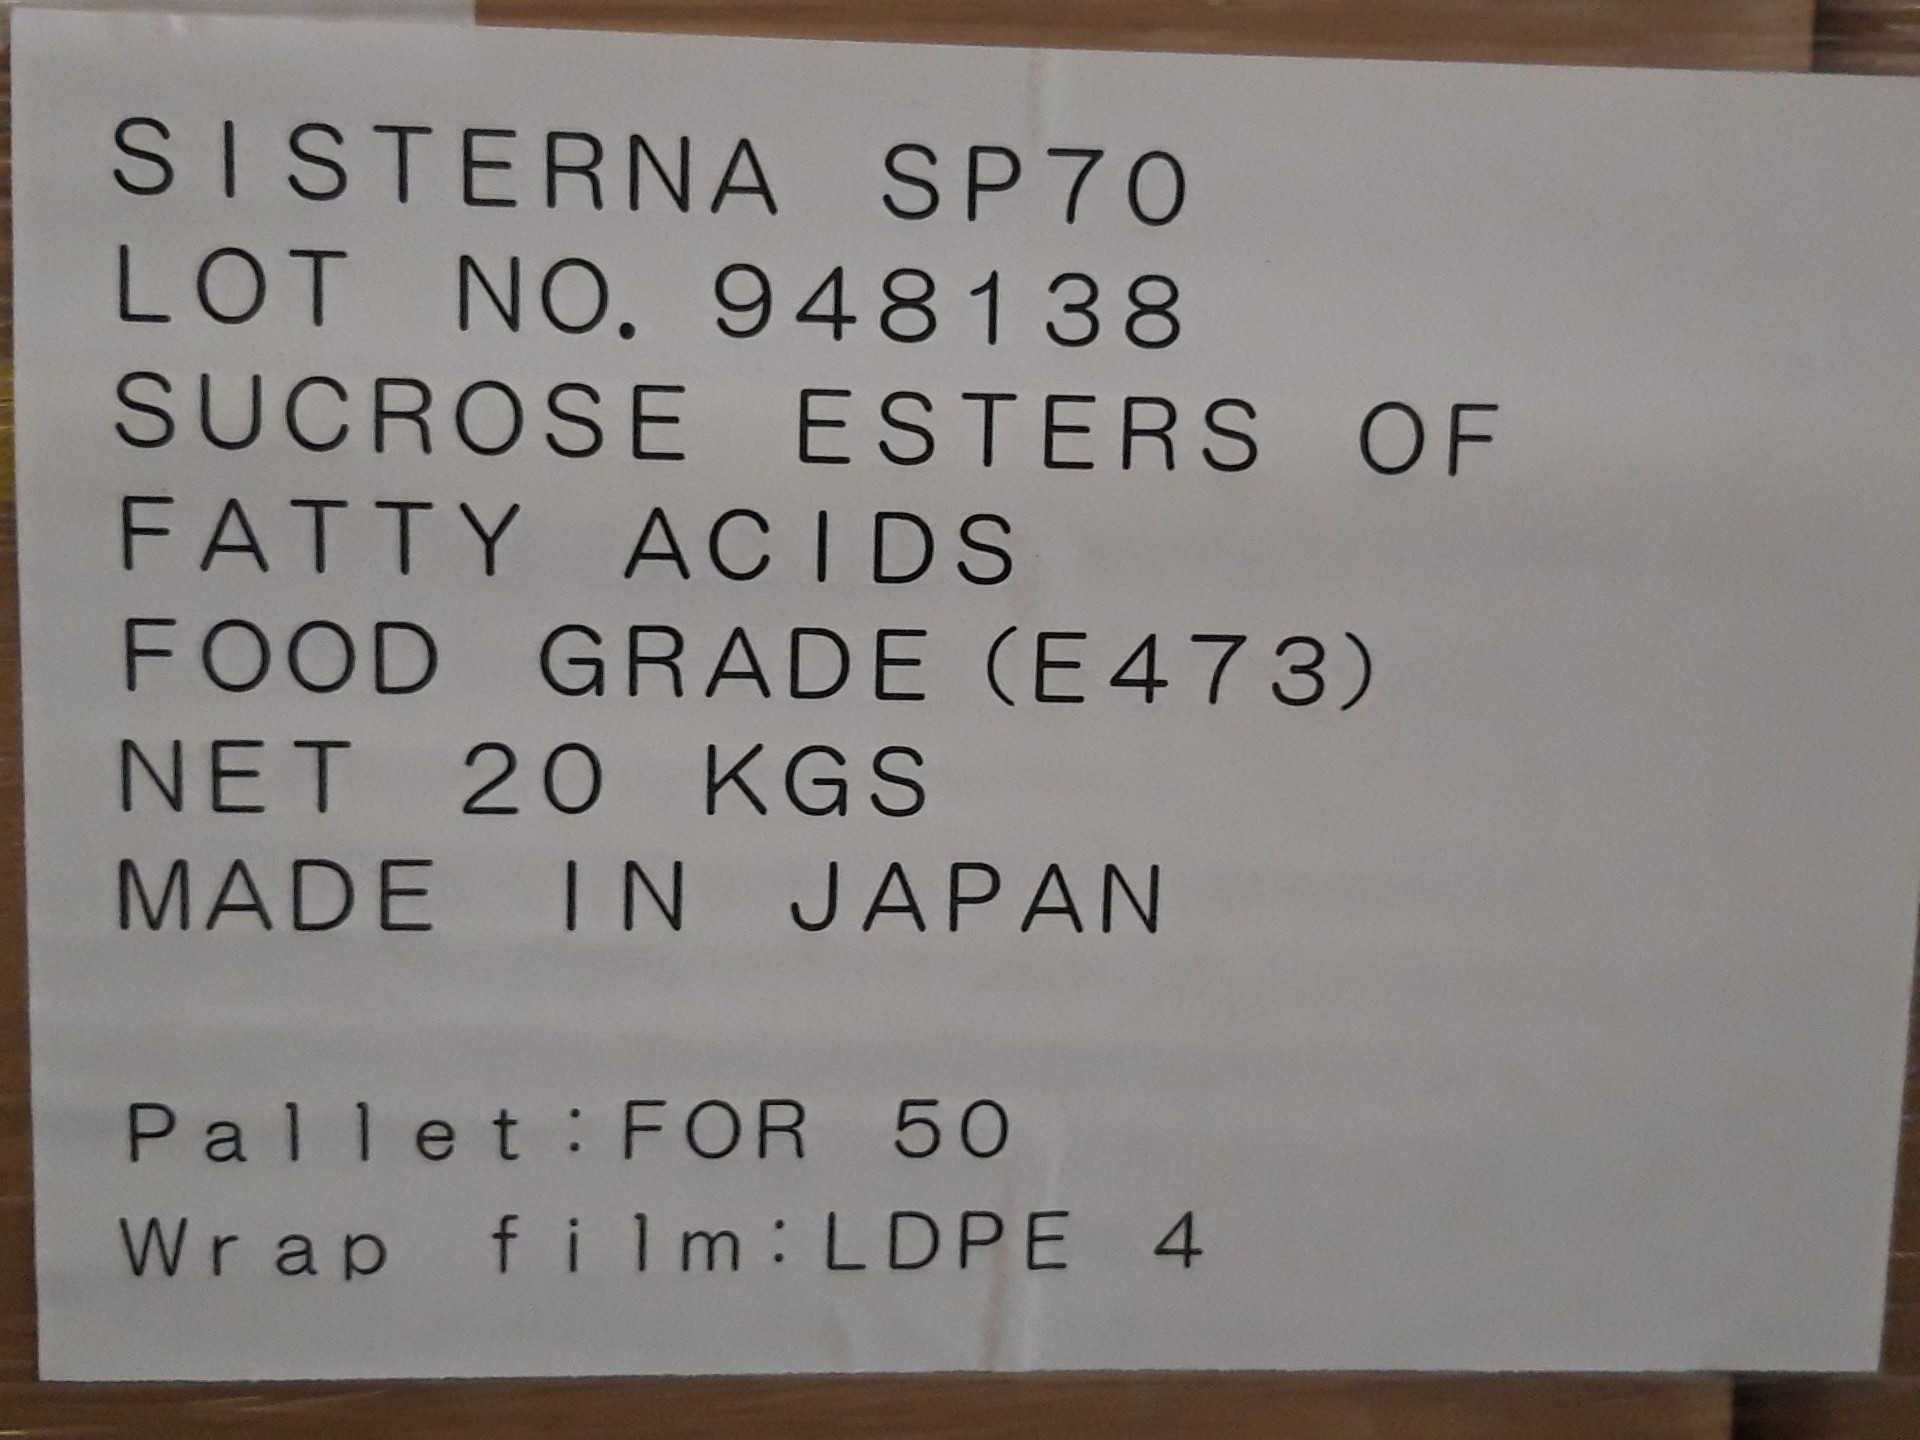 SISTERNA SP70
LOT NO. 948138
SUCROSE ESTERS OF
FATTY ACIDS
FOOD GRADE (E473)
NET 20 KGS
MADE IN JAPAN
Pallet:FOR 50
Wrap film:LDPE 4